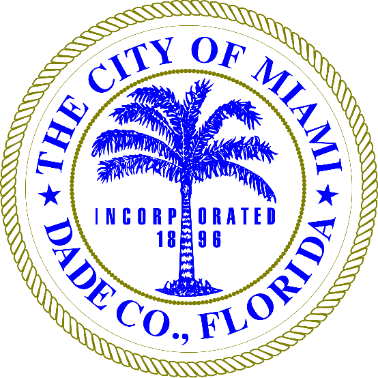 THE CITY OF MIAMI
INCORPORATED
1896
DADE CO., FLORIDA